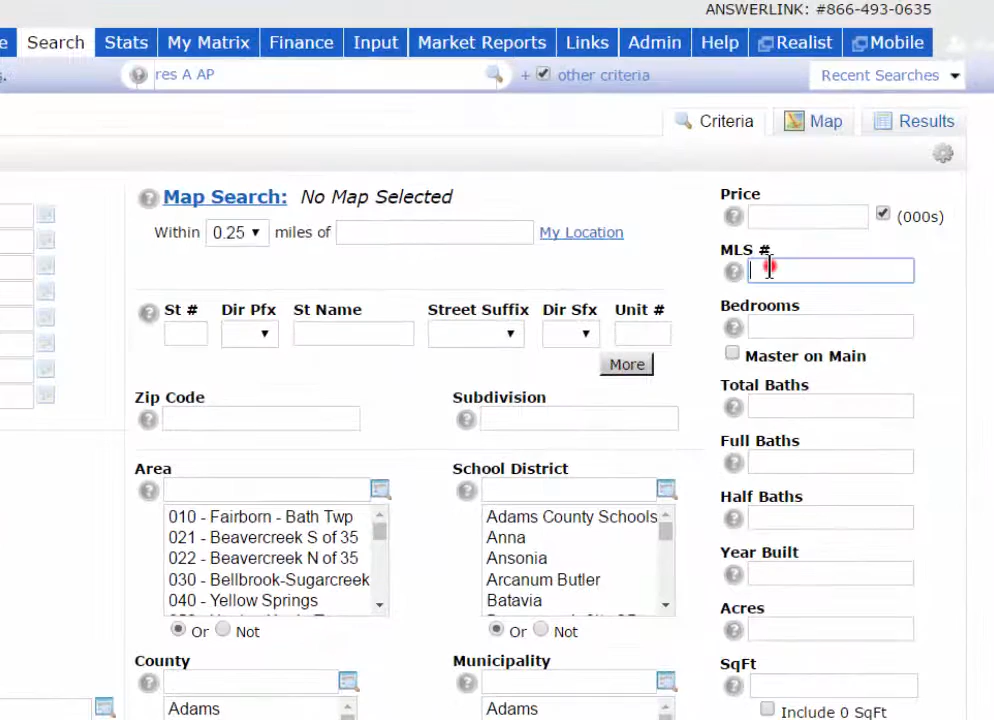 ANSWERLINK: #866-493-0635
e Search Stats My Matrix Finance Input Market Reports Links Admin Help Realist Mobile
s. res A AP + other criteria Recent Searches
Criteria Map Results
Map Search: No Map Selected
Within 0.25 miles of My Location
St # Dir Pfx St Name Street Suffix Dir Sfx Unit #
More
Zip Code Subdivision
Area School District
010 - Fairborn - Bath Twp
021 - Beavercreek S of 35
022 - Beavercreek N of 35
030 - Bellbrook-Sugarcreek
040 - Yellow Springs
Or Not
Adams County Schools
Anna
Ansonia
Arcanum Butler
Batavia
Or Not
County Municipality
Adams Adams
Price
(000s)
MLS #
Bedrooms
Master on Main
Total Baths
Full Baths
Half Baths
Year Built
Acres
SqFt
Include 0 SqFt